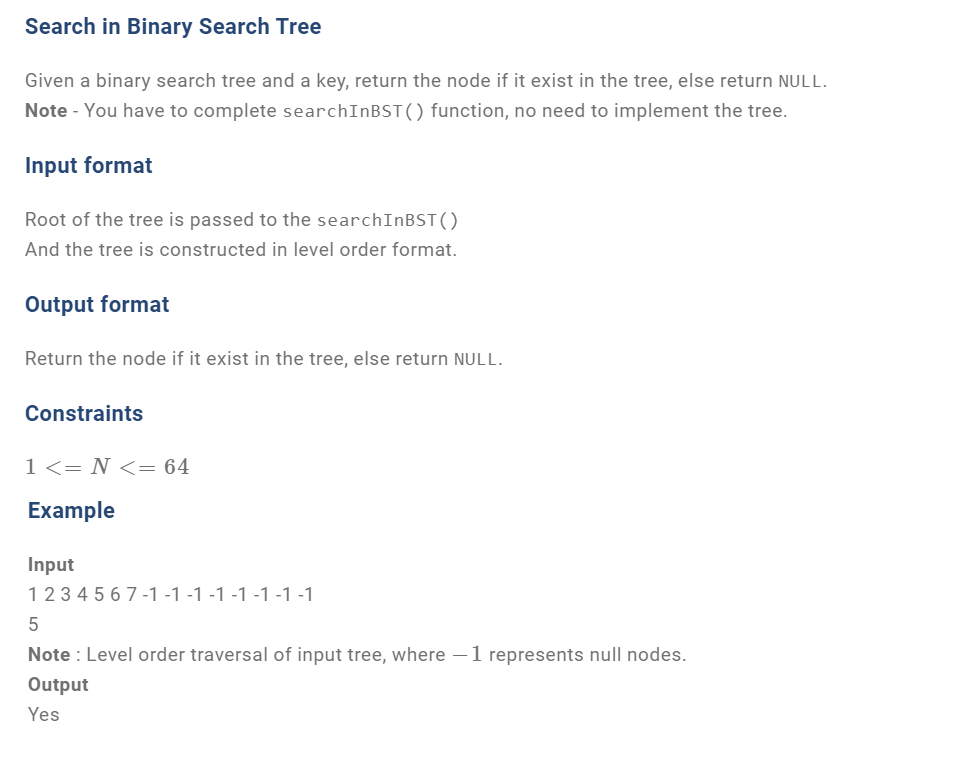 Search in Binary Search Tree
Given a binary search tree and a key, return the node if it exist in the tree, else return NULL.
Note - You have to complete searchInBST() function, no need to implement the tree.
Input format
Root of the tree is passed to the searchInBST()
And the tree is constructed in level order format.
Output format
Return the node if it exist in the tree, else return NULL.
Constraints
1 <= N <= 64
Example
Input
1 2 3 4 5 6 7 -1 -1 -1 -1 -1 -1 -1 -1
5
Note : Level order traversal of input tree, where −1 represents null nodes.
Output
Yes